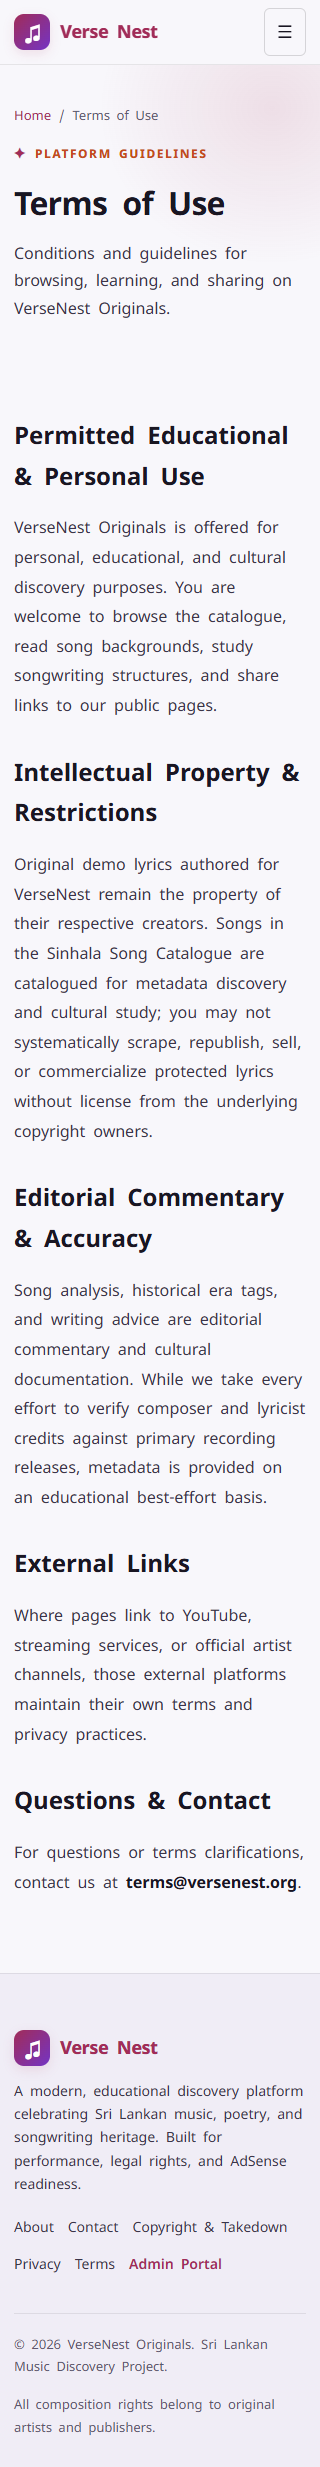 Verse Nest
☰
Home / Terms of Use
✦ PLATFORM GUIDELINES
Terms of Use
Conditions and guidelines for
browsing, learning, and sharing on
VerseNest Originals.
Permitted Educational
& Personal Use
VerseNest Originals is offered for
personal, educational, and cultural
discovery purposes. You are
welcome to browse the catalogue,
read song backgrounds, study
songwriting structures, and share
links to our public pages.
Intellectual Property &
Restrictions
Original demo lyrics authored for
VerseNest remain the property of
their respective creators. Songs in
the Sinhala Song Catalogue are
catalogued for metadata discovery
and cultural study; you may not
systematically scrape, republish, sell,
or commercialize protected lyrics
without license from the underlying
copyright owners.
Editorial Commentary
& Accuracy
Song analysis, historical era tags,
and writing advice are editorial
commentary and cultural
documentation. While we take every
effort to verify composer and lyricist
credits against primary recording
releases, metadata is provided on
an educational best-effort basis.
External Links
Where pages link to YouTube,
streaming services, or official artist
channels, those external platforms
maintain their own terms and
privacy practices.
Questions & Contact
For questions or terms clarifications,
contact us at terms@versenest.org.
Verse Nest
A modern, educational discovery platform
celebrating Sri Lankan music, poetry, and
songwriting heritage. Built for
performance, legal rights, and AdSense
readiness.
About Contact Copyright & Takedown
Privacy Terms Admin Portal
© 2026 VerseNest Originals. Sri Lankan
Music Discovery Project.
All composition rights belong to original
artists and publishers.